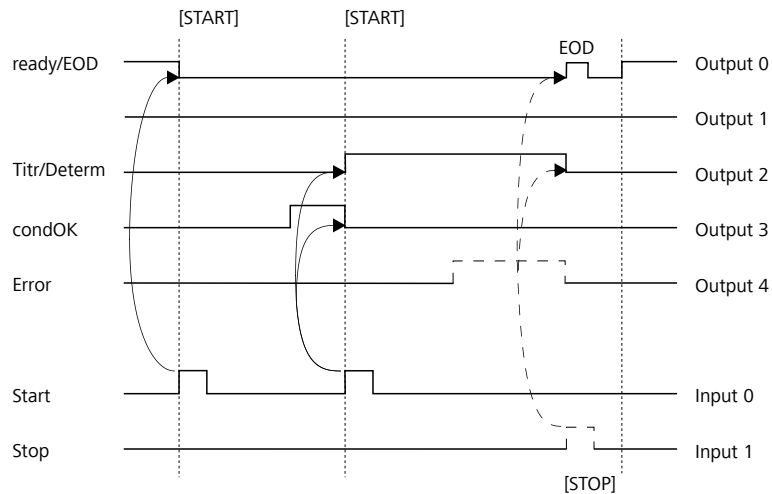 [START] [START]
EOD
ready/EOD Output 0
Output 1
Titr/Determ Output 2
condOK Output 3
Error Output 4
Start Input 0
Stop Input 1
[STOP]